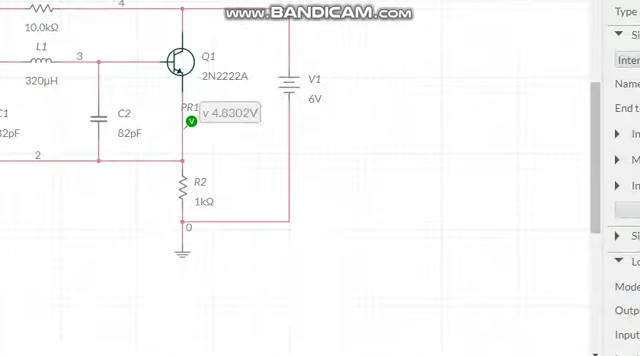 4
www.BANDICAM.com
10.0kΩ
Type
L1
3
Q1
2N2222A
320μH
V1
6V
PR1
v 4.8302V
C1
C2
82pF
2
R2
1kΩ
0
Name
End t
Mode
Input